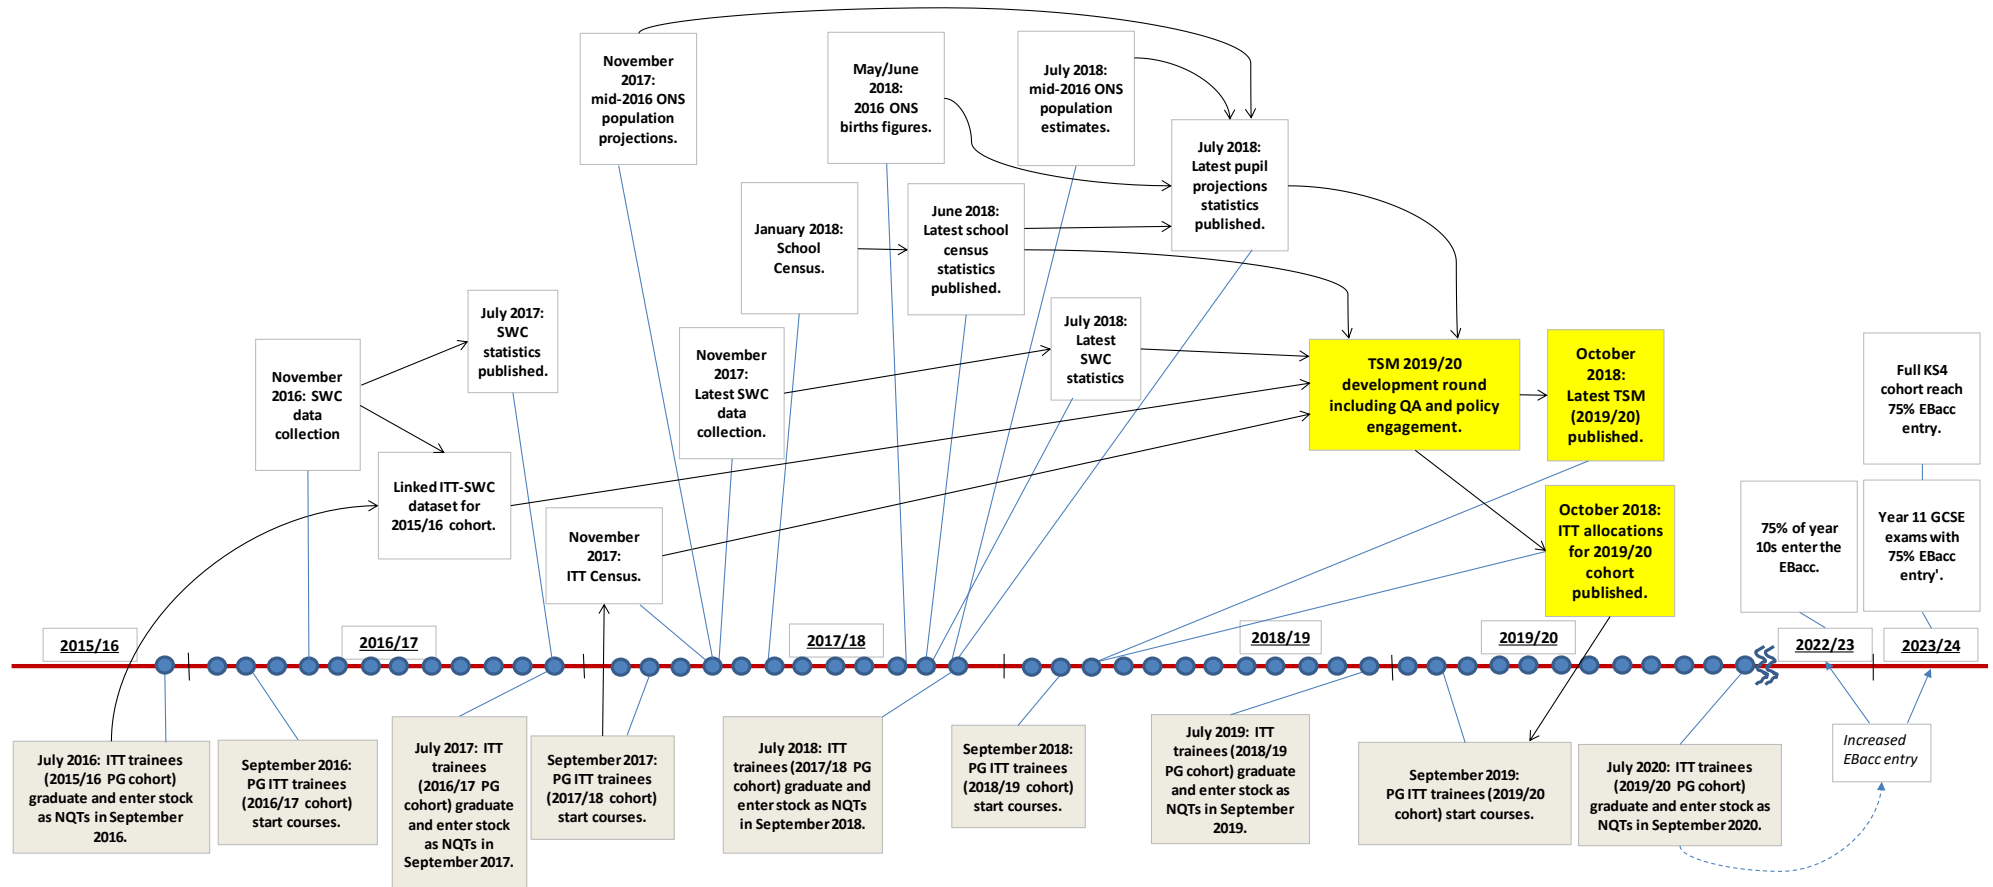 November
2017:
mid-2016 ONS
population
projections.
May/June
2018:
2016 ONS
births figures.
July 2018:
mid-2016 ONS
population
estimates.
July 2018:
Latest pupil
projections
statistics
published.
January 2018:
School
Census.
June 2018:
Latest school
census
statistics
published.
July 2017:
SWC
statistics
published.
November
2016: SWC
data
collection
November
2017:
Latest SWC
data
collection.
July 2018:
Latest
SWC
statistics
TSM 2019/20
development round
including QA and policy
engagement.
October
2018:
Latest TSM
(2019/20)
published.
Full KS4
cohort reach
75% EBacc
entry.
Linked ITT-SWC
dataset for
2015/16 cohort.
November
2017:
ITT Census.
October 2018:
ITT allocations
for 2019/20
cohort
published.
75% of year
10s enter the
EBacc.
Year 11 GCSE
exams with
75% EBacc
entry'.
2015/16
2016/17
2017/18
2018/19
2019/20
2022/23
2023/24
July 2016: ITT trainees
(2015/16 PG cohort)
graduate and enter stock
as NQTs in September
2016.
September 2016:
PG ITT trainees
(2016/17 cohort)
start courses.
July 2017: ITT
trainees
(2016/17 PG
cohort) graduate
and enter stock
as NQTs in
September 2017.
September 2017:
PG ITT trainees
(2017/18 cohort)
start courses.
July 2018: ITT
trainees (2017/18 PG
cohort) graduate and
enter stock as NQTs
in September 2018.
September 2018:
PG ITT trainees
(2018/19 cohort)
start courses.
July 2019: ITT
trainees (2018/19
PG cohort) graduate
and enter stock as
NQTs in September
2019.
September 2019:
PG ITT trainees (2019/20
cohort) start courses.
July 2020: ITT trainees
(2019/20 PG cohort)
graduate and enter stock as
NQTs in September 2020.
Increased
EBacc entry